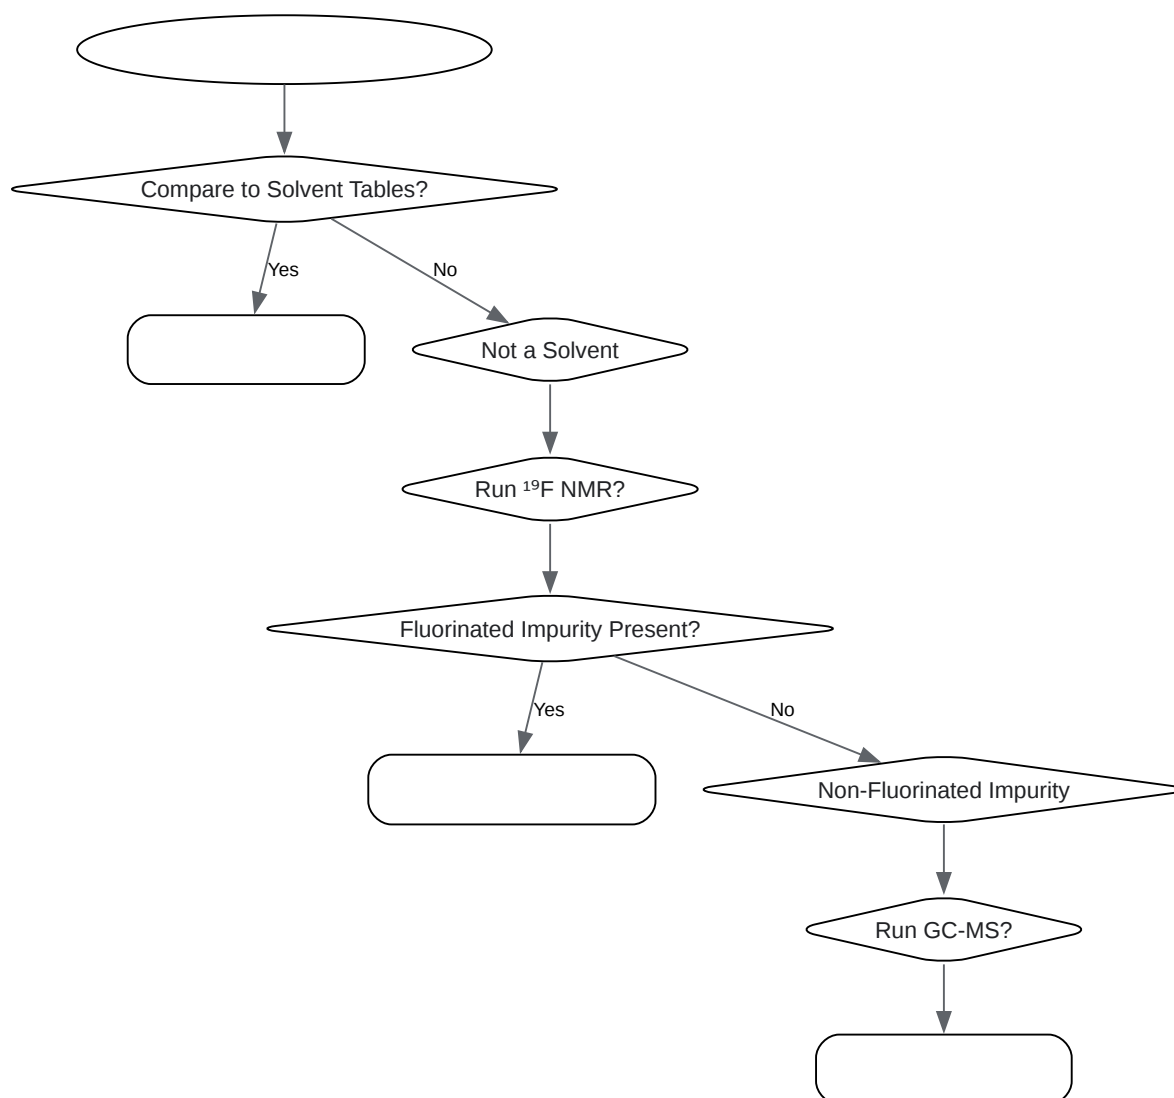 Compare to Solvent Tables?
Yes
No
Not a Solvent
Run ¹⁹F NMR?
Fluorinated Impurity Present?
Yes
No
Non-Fluorinated Impurity
Run GC-MS?